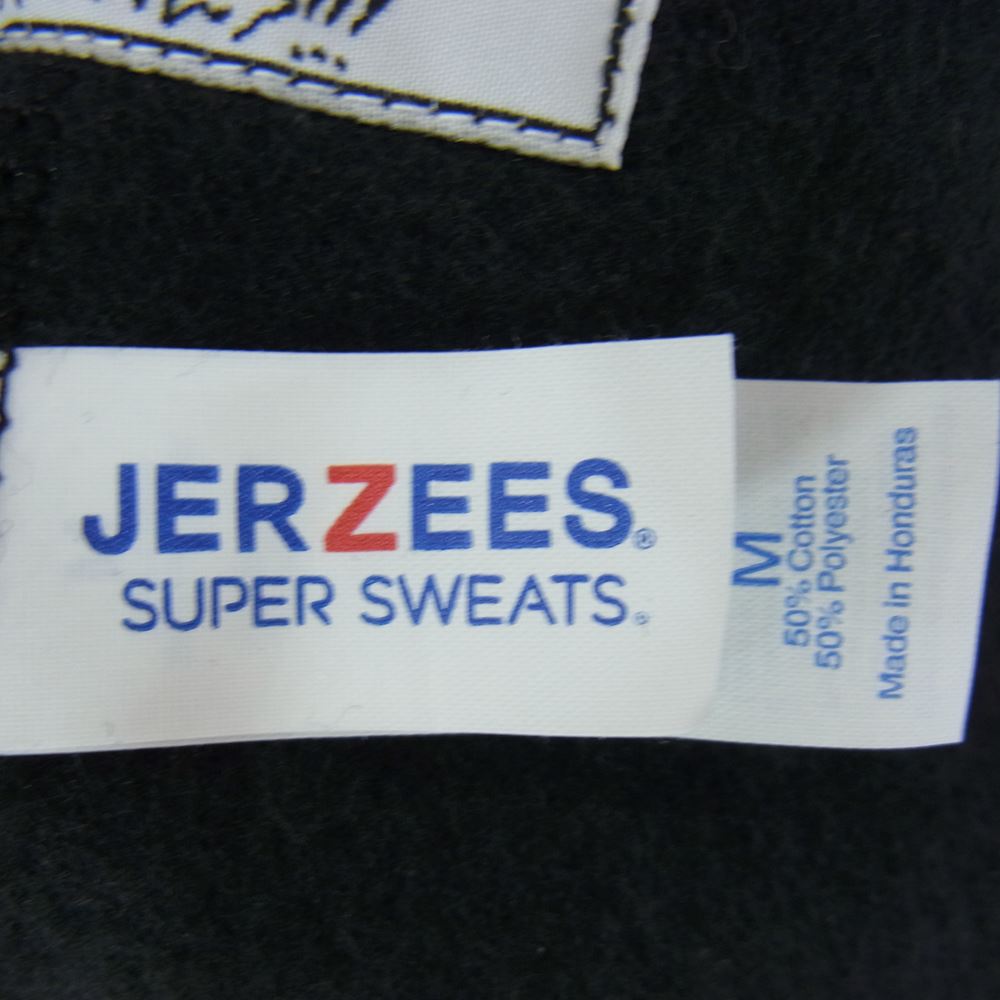 JERZEES®
SUPER SWEATS®
M
50% Cotton
50% Polyester
Made in Honduras